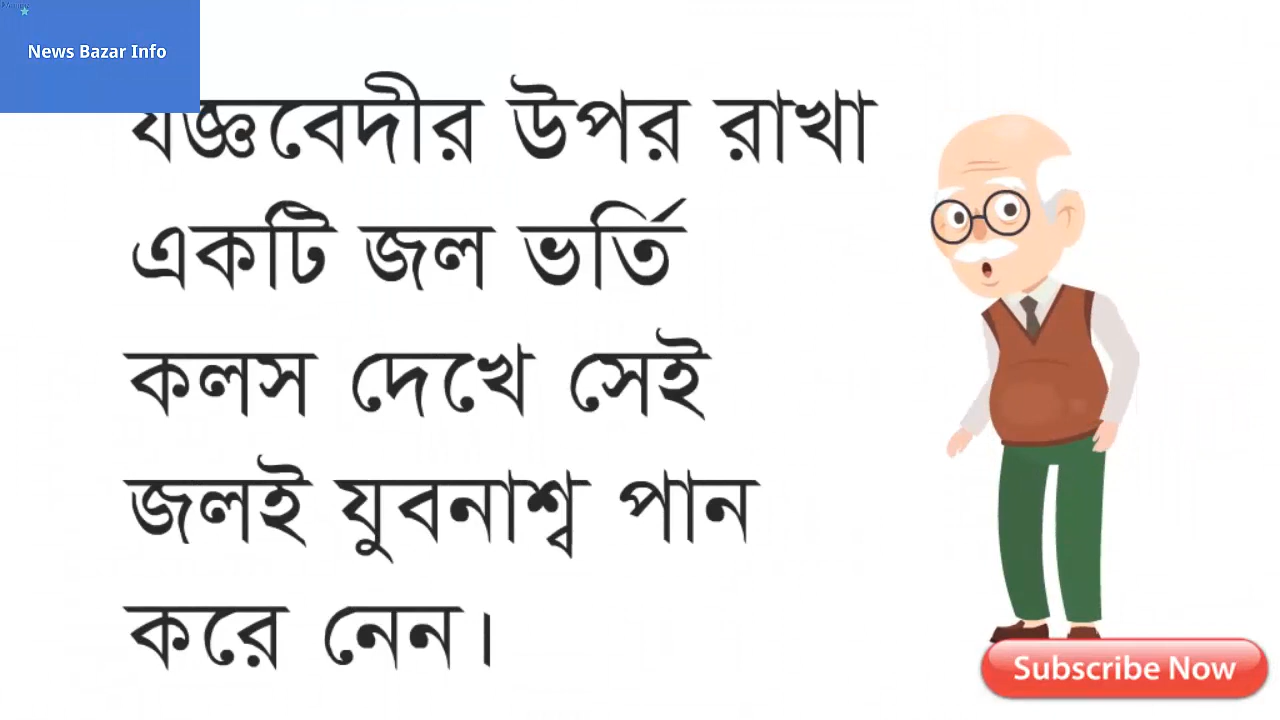 News Bazar Info
যজ্ঞবেদীর উপর রাখা
একটি জল ভর্তি
কলস দেখে সেই
জলই যুবনাশ্ব পান
করে নেন।
Subscribe Now